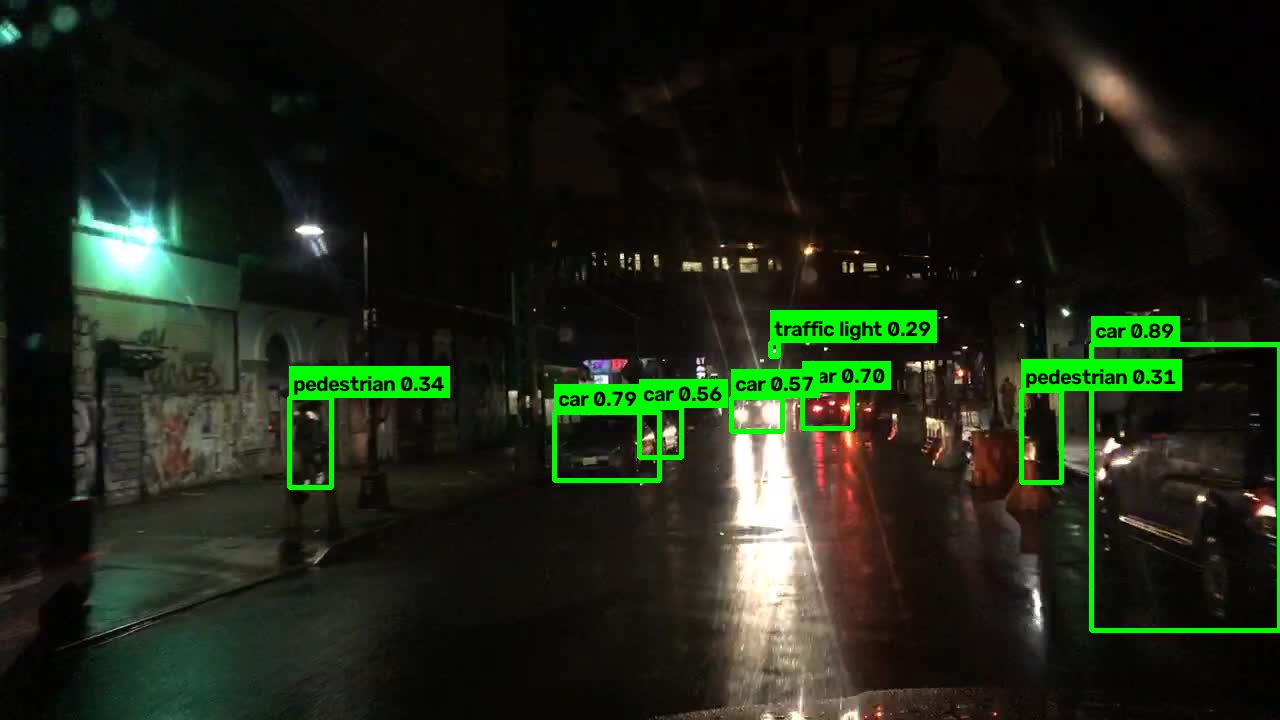 traffic light 0.29
car 0.89
car 0.57
ar 0.70
pedestrian 0.34
car 0.79
car 0.56
pedestrian 0.31